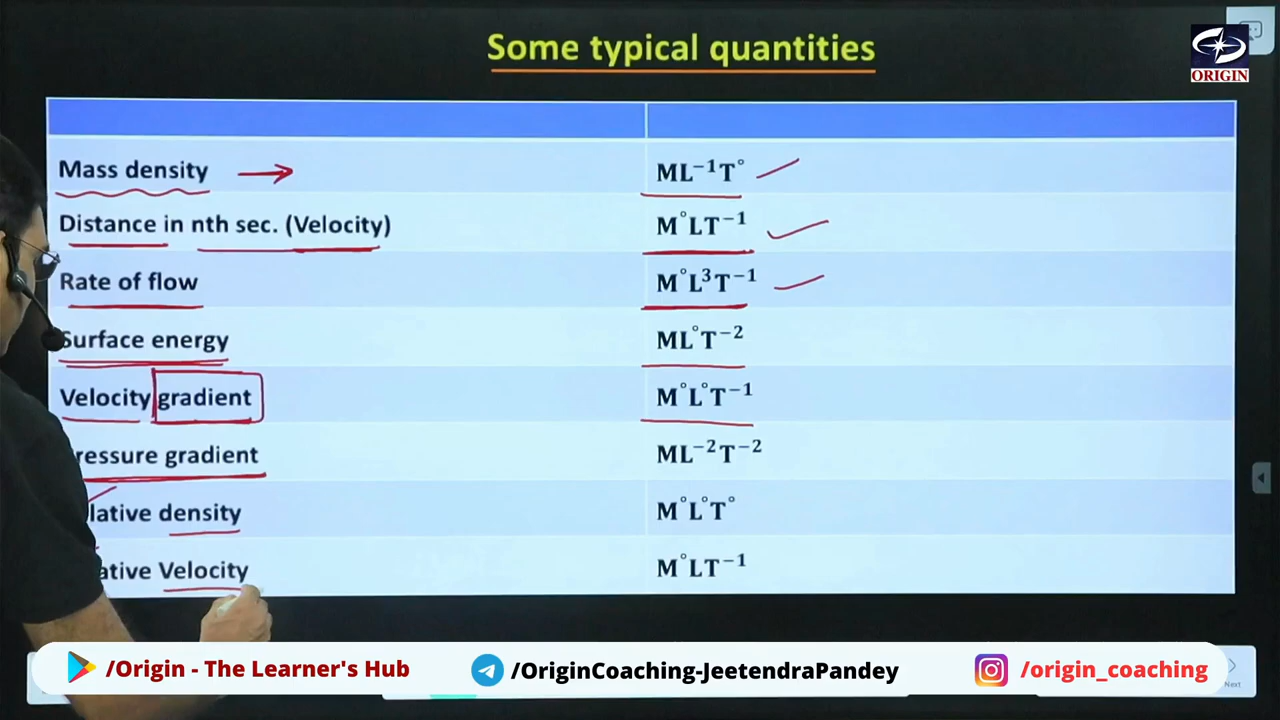 Some typical quantities
ORIGIN
Mass density → ML⁻¹T°
Distance in nth sec. (Velocity) M°LT⁻¹
Rate of flow M°L³T⁻¹
Surface energy ML°T⁻²
Velocity gradient M°L°T⁻¹
ressure gradient ML⁻²T⁻²
lative density M°L°T°
ative Velocity M°LT⁻¹
/Origin - The Learner's Hub /OriginCoaching-JeetendraPandey /origin_coaching
Next